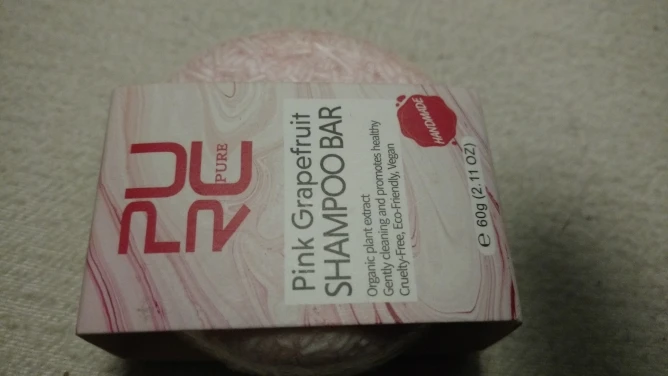 PU
RC
PURE
Pink Grapefruit
SHAMPOO BAR
Organic plant extract
Gently cleaning and promotes healthy
Cruelty-Free, Eco-Friendly, Vegan
HANDMADE
℮ 60g (2.11 OZ)